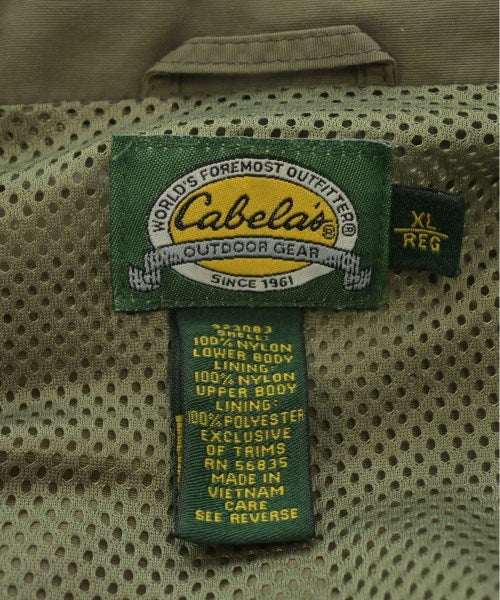 WORLD'S FOREMOST OUTFITTER®
Cabela's®
OUTDOOR GEAR
SINCE 1961
XL
REG
923083
SHELL:
100% NYLON
LOWER BODY
LINING:
100% NYLON
UPPER BODY
LINING:
100% POLYESTER
EXCLUSIVE
OF TRIMS
RN 56835
MADE IN
VIETNAM
CARE
SEE REVERSE